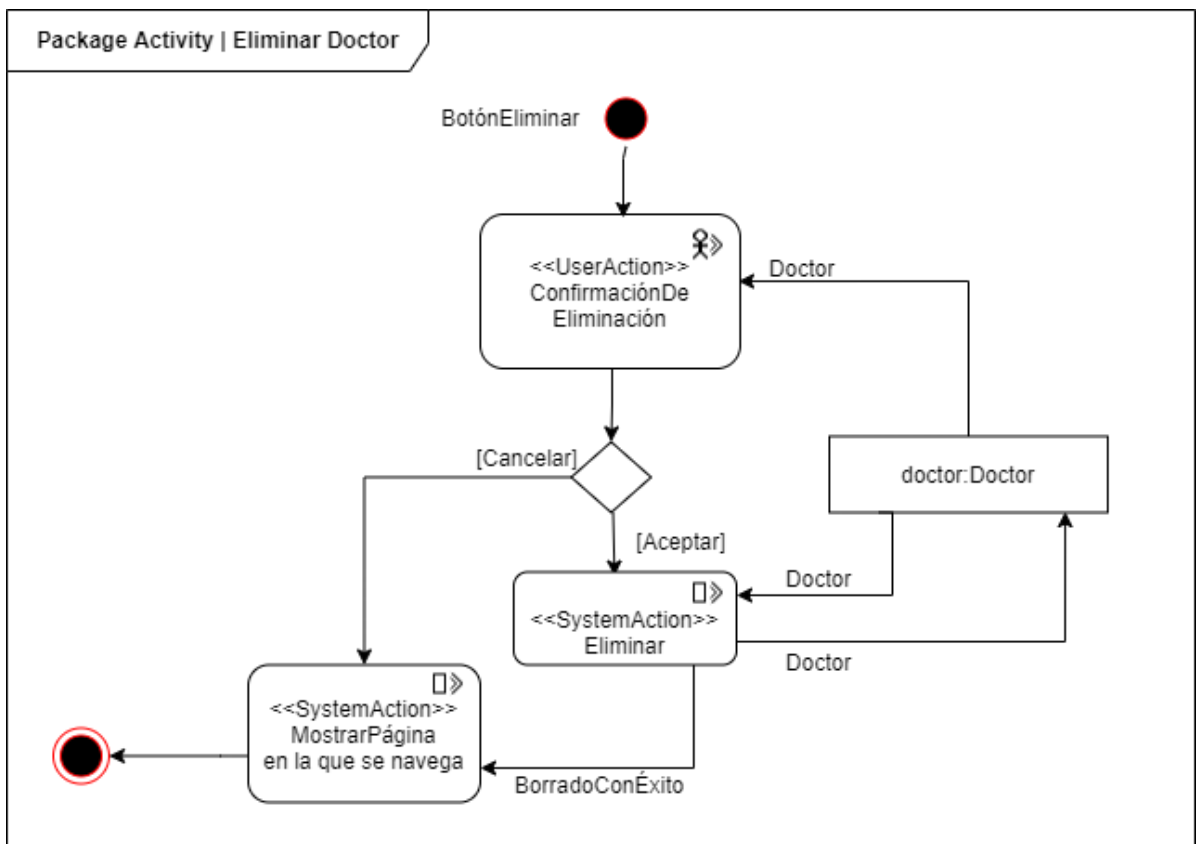 Package Activity | Eliminar Doctor
BotónEliminar
<<UserAction>>
ConfirmaciónDe
Eliminación
Doctor
[Cancelar]
doctor:Doctor
[Aceptar]
Doctor
<<SystemAction>>
Eliminar
Doctor
<<SystemAction>>
MostrarPágina
en la que se navega
BorradoConÉxito